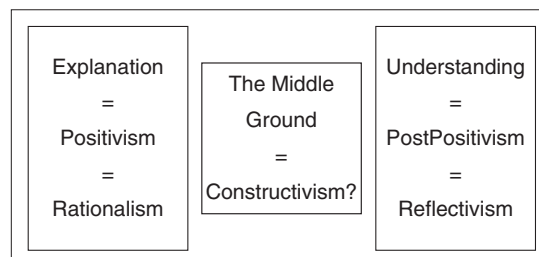 Explanation
=
Positivism
=
Rationalism
The Middle
Ground
=
Constructivism?
Understanding
=
PostPositivism
=
Reflectivism